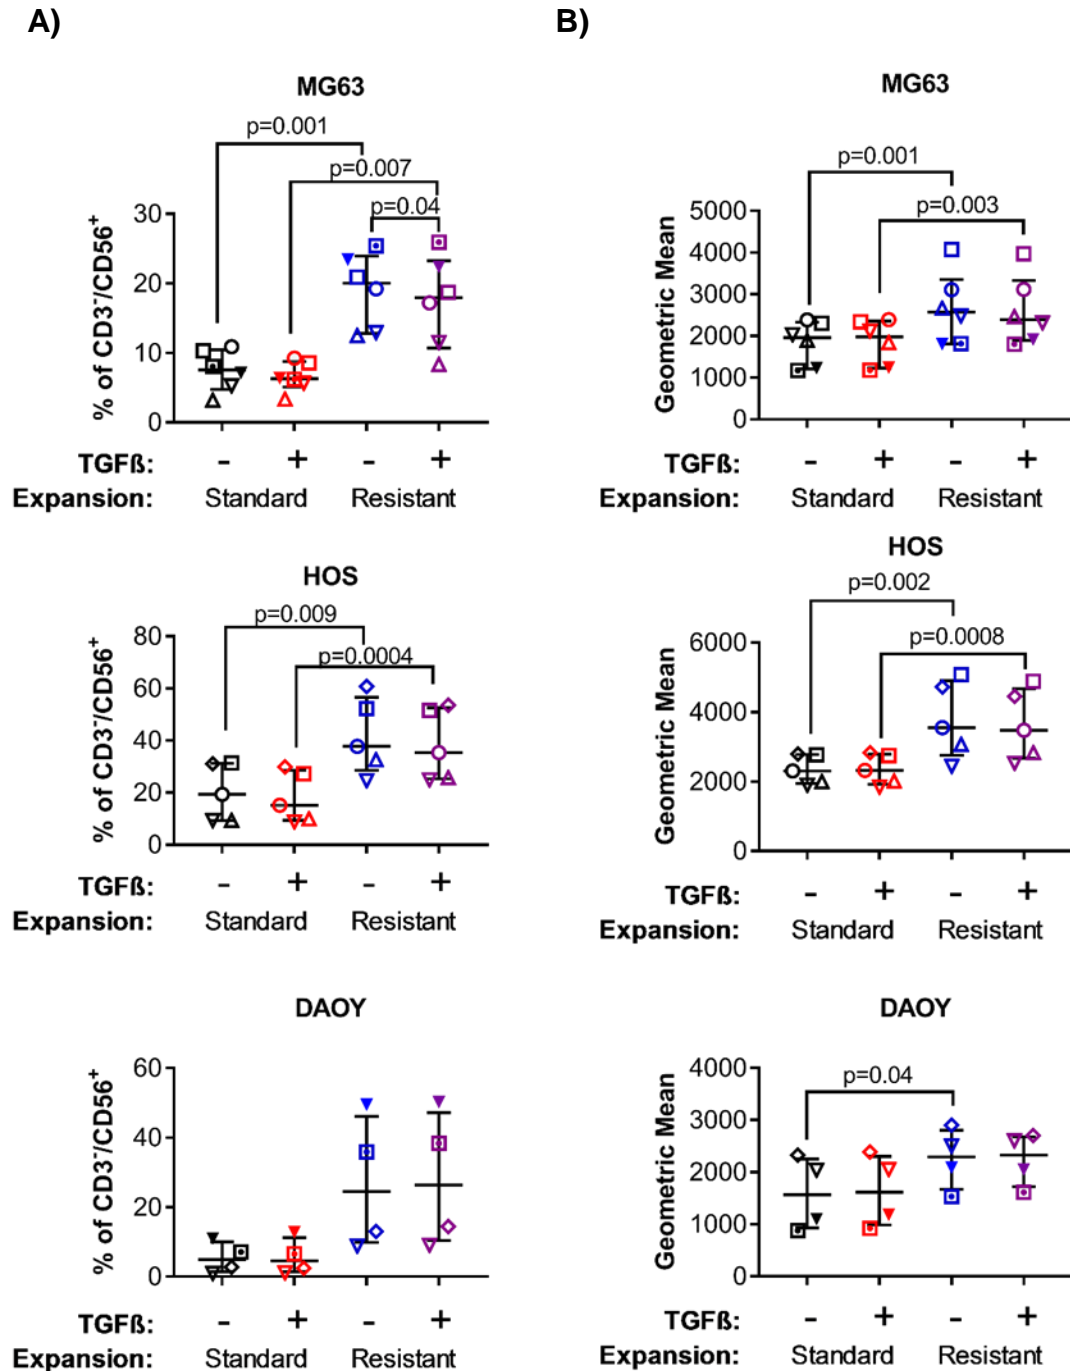 A)
B)
MG63
p=0.001
p=0.007
p=0.04
% of CD3⁻/CD56⁺
30
20
10
0
TGFß: - + - +
Expansion: Standard Resistant
MG63
p=0.001
p=0.003
Geometric Mean
5000
4000
3000
2000
1000
0
TGFß: - + - +
Expansion: Standard Resistant
HOS
p=0.009
p=0.0004
% of CD3⁻/CD56⁺
80
60
40
20
0
TGFß: - + - +
Expansion: Standard Resistant
HOS
p=0.002
p=0.0008
Geometric Mean
6000
4000
2000
0
TGFß: - + - +
Expansion: Standard Resistant
DAOY
% of CD3⁻/CD56⁺
60
40
20
0
TGFß: - + - +
Expansion: Standard Resistant
DAOY
p=0.04
Geometric Mean
4000
3000
2000
1000
0
TGFß: - + - +
Expansion: Standard Resistant